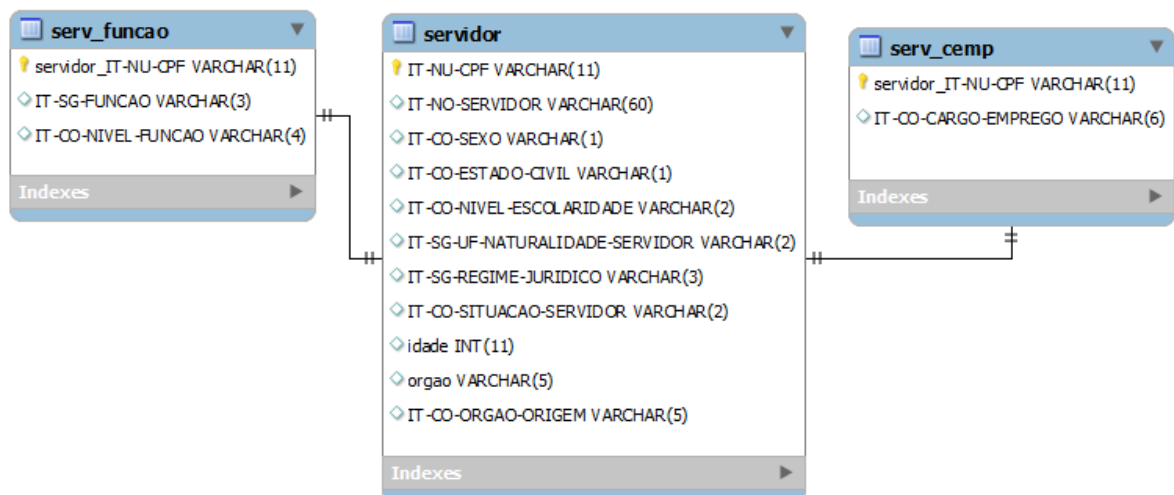 serv_funcao
servidor_IT-NU-CPF VARCHAR(11)
IT-SG-FUNCAO VARCHAR(3)
IT-CO-NIVEL-FUNCAO VARCHAR(4)
Indexes
servidor
IT-NU-CPF VARCHAR(11)
IT-NO-SERVIDOR VARCHAR(60)
IT-CO-SEXO VARCHAR(1)
IT-CO-ESTADO-CIVIL VARCHAR(1)
IT-CO-NIVEL-ESCOLARIDADE VARCHAR(2)
IT-SG-UF-NATURALIDADE-SERVIDOR VARCHAR(2)
IT-SG-REGIME-JURIDICO VARCHAR(3)
IT-CO-SITUACAO-SERVIDOR VARCHAR(2)
idade INT(11)
orgao VARCHAR(5)
IT-CO-ORGAO-ORIGEM VARCHAR(5)
Indexes
serv_cemp
servidor_IT-NU-CPF VARCHAR(11)
IT-CO-CARGO-EMPREGO VARCHAR(6)
Indexes